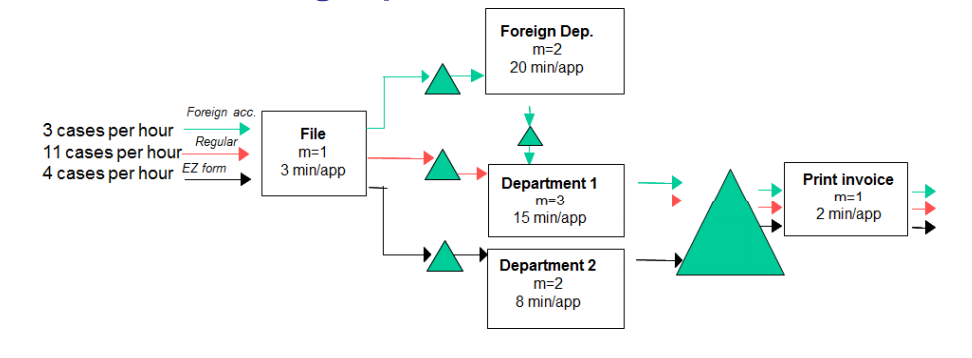 Foreign Dep.
m=2
20 min/app
Foreign acc.
3 cases per hour
Regular
11 cases per hour
EZ form
4 cases per hour
File
m=1
3 min/app
Department 1
m=3
15 min/app
Department 2
m=2
8 min/app
Print invoice
m=1
2 min/app